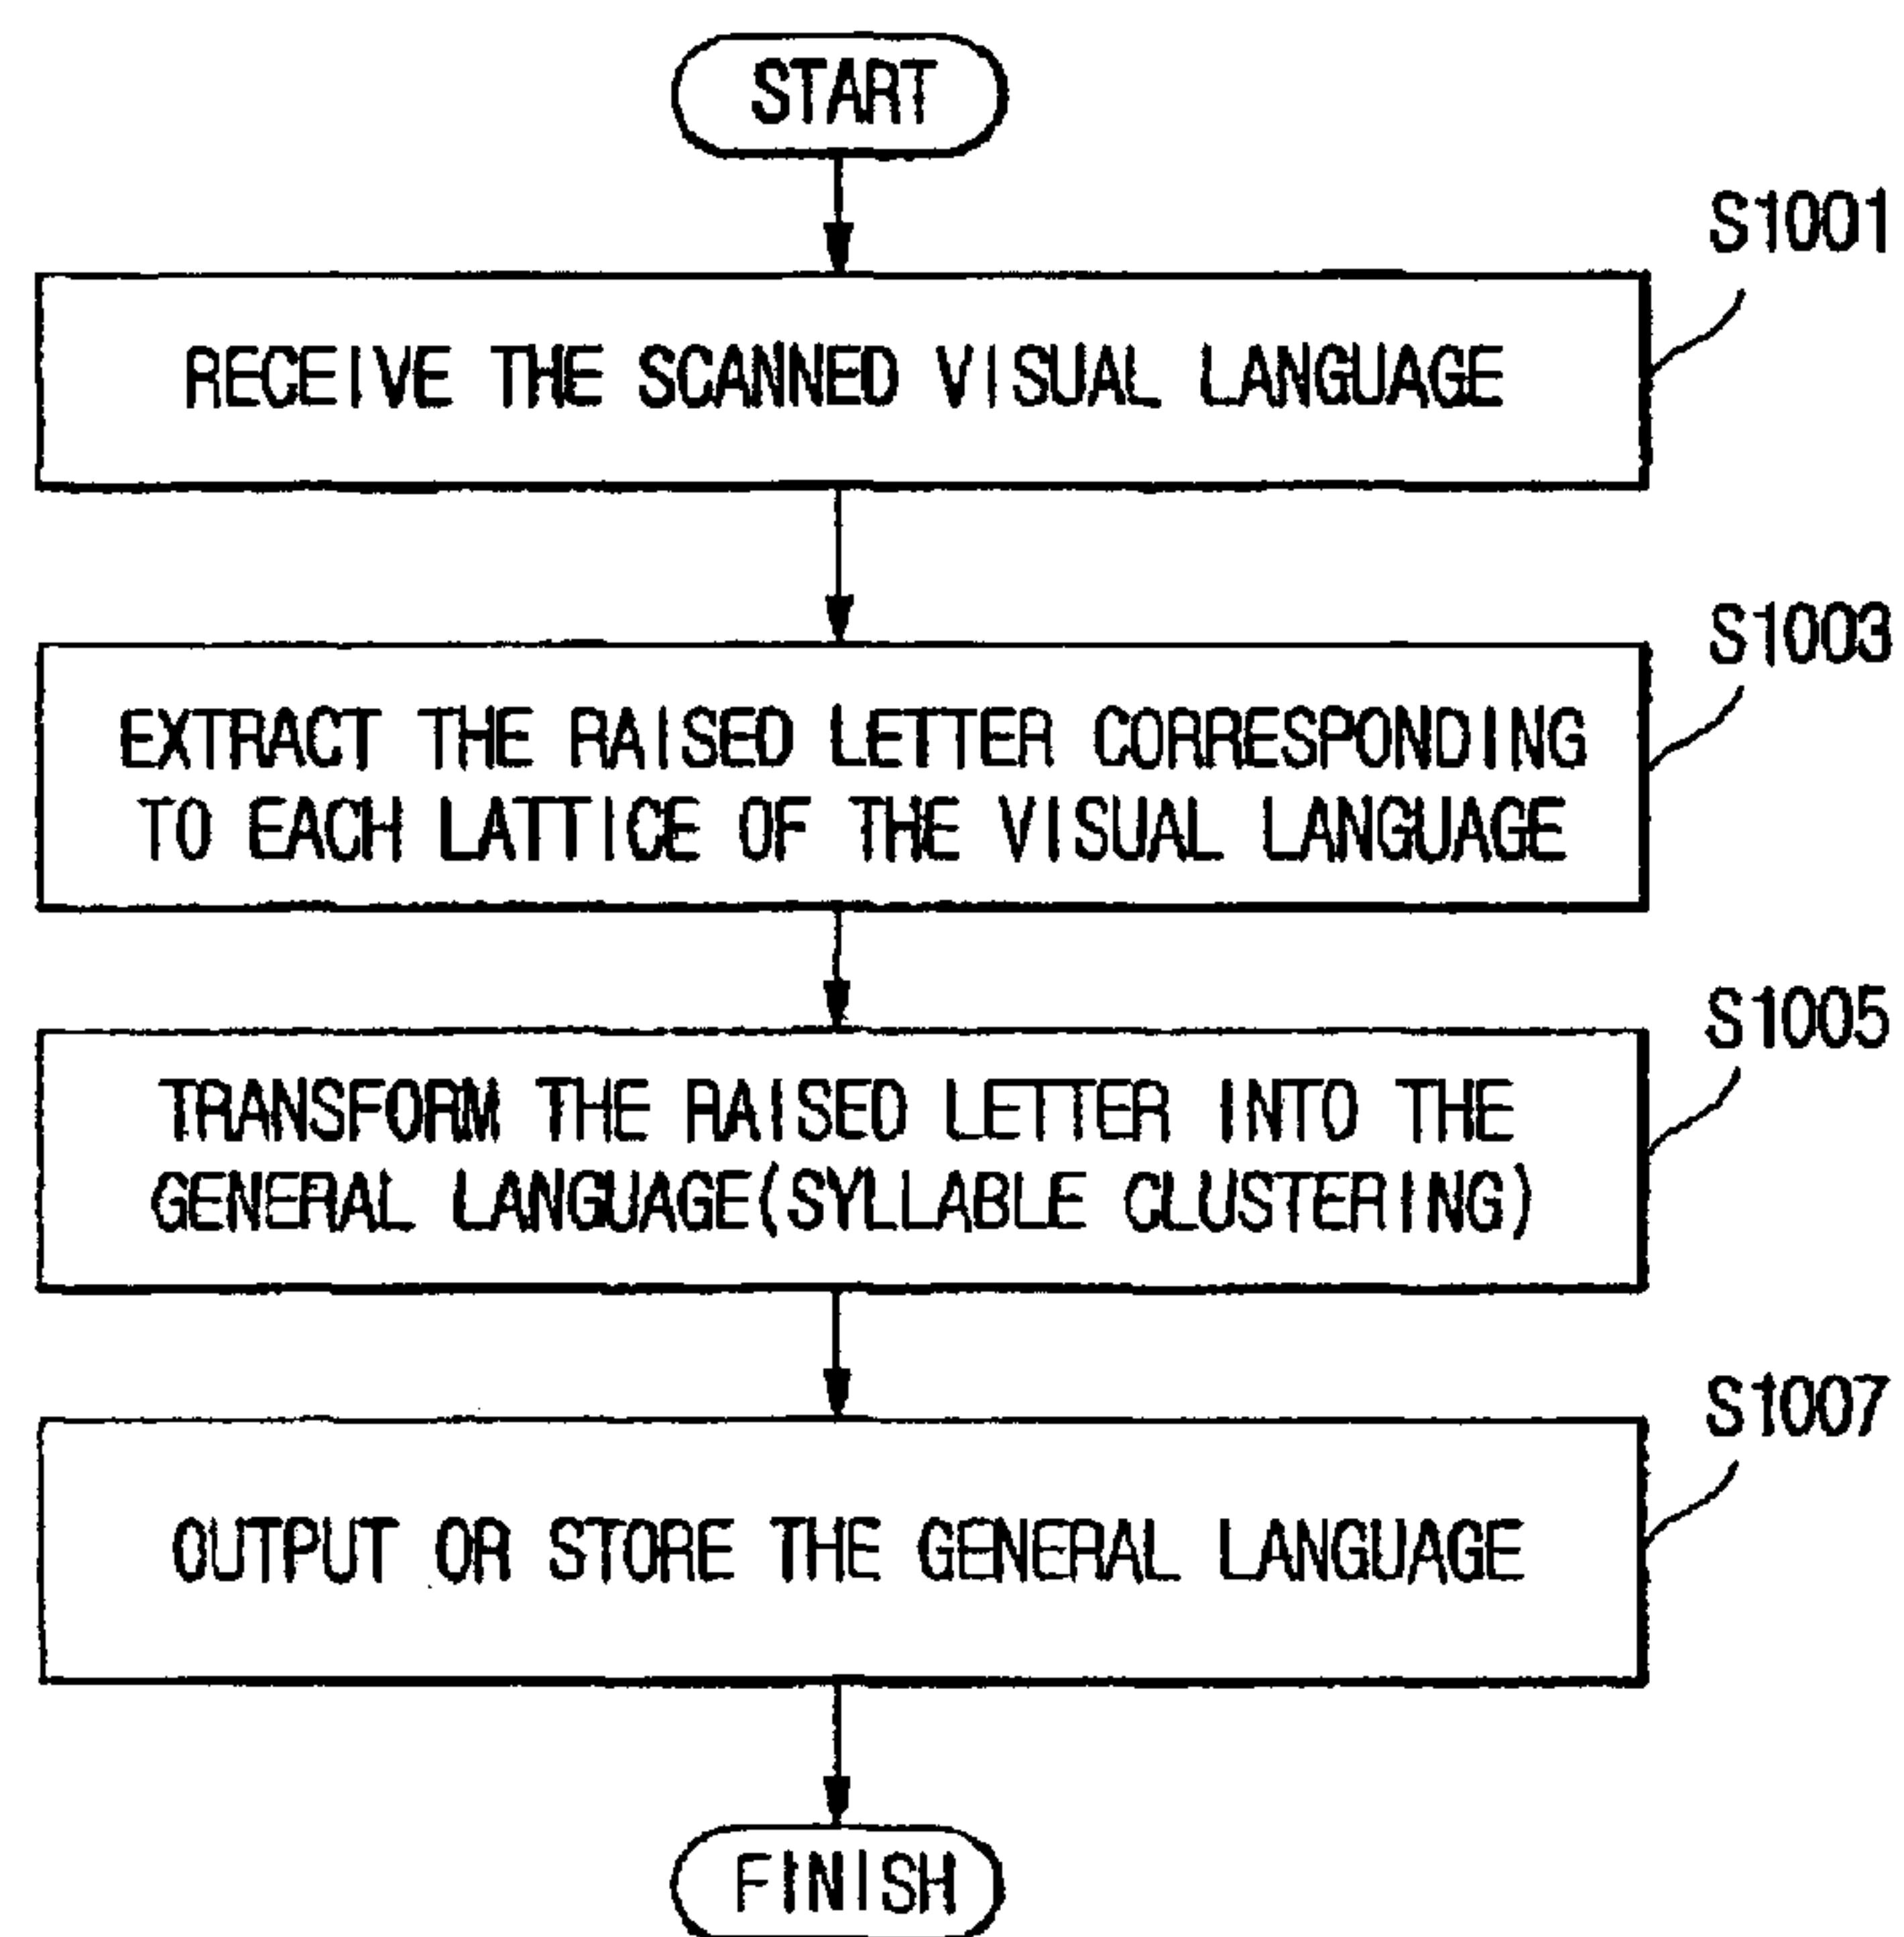 START
S1001
RECEIVE THE SCANNED VISUAL LANGUAGE
S1003
EXTRACT THE RAISED LETTER CORRESPONDING
TO EACH LATTICE OF THE VISUAL LANGUAGE
S1005
TRANSFORM THE RAISED LETTER INTO THE
GENERAL LANGUAGE(SYLLABLE CLUSTERING)
S1007
OUTPUT OR STORE THE GENERAL LANGUAGE
FINISH